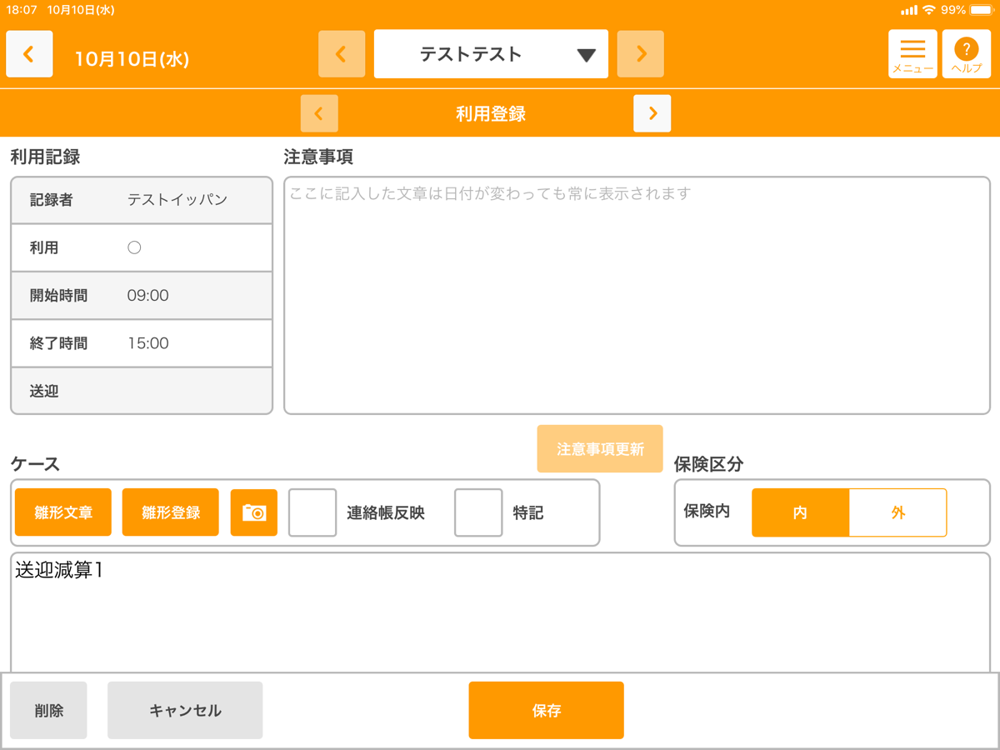 18:07 10月10日(水)
99%
10月10日(水)
テストテスト
メニュー
?
ヘルプ
利用登録
利用記録
注意事項
記録者 テストイッパン
利用 〇
開始時間 09:00
終了時間 15:00
送迎
ここに記入した文章は日付が変わっても常に表示されます
注意事項更新
ケース
保険区分
雛形文章 雛形登録 連絡帳反映 特記
保険内 内 外
送迎減算1
削除 キャンセル 保存